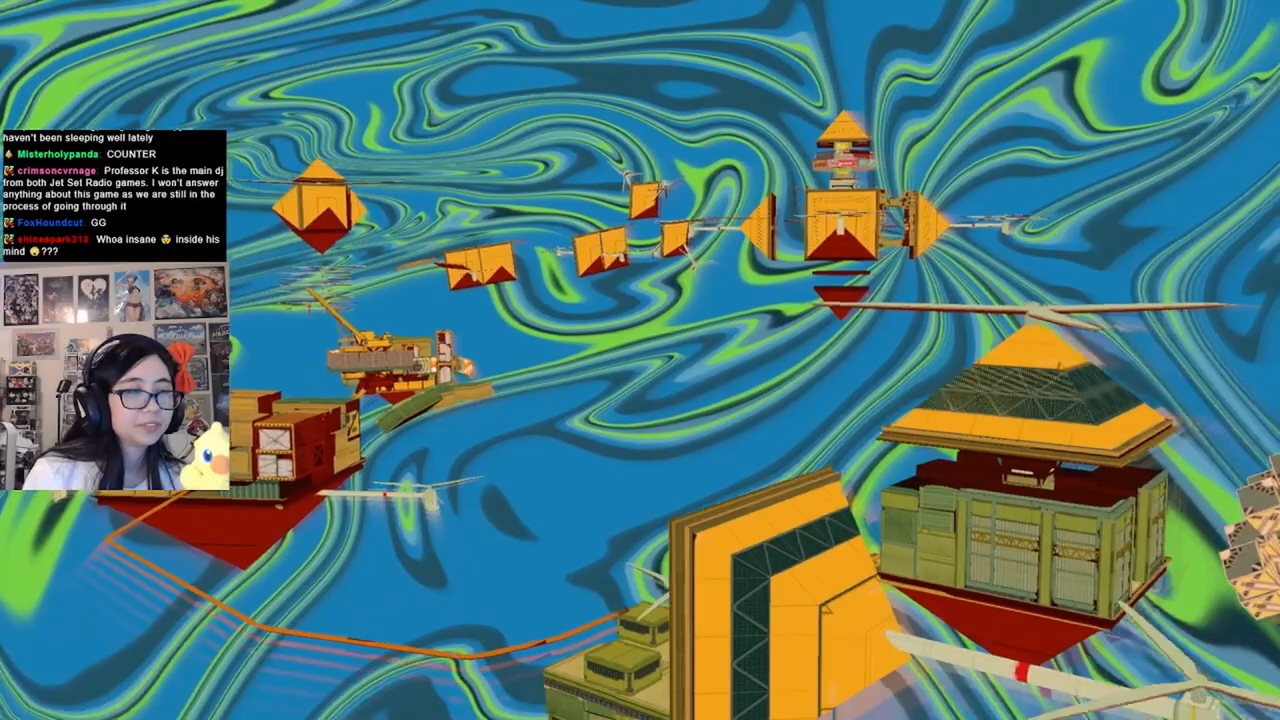 haven't been sleeping well lately
Misterholypanda: COUNTER
crimsoncvrnage: Professor K is the main dj
from both Jet Set Radio games. I won't answer
anything about this game as we are still in the
process of going through it
FoxHoundcut: GG
shinespark313: Whoa insane 🤯 inside his
mind 😮???